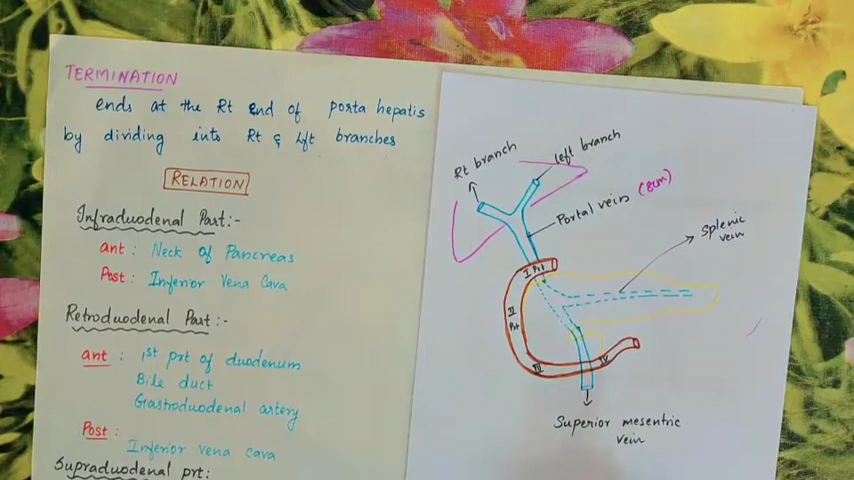 TERMINATION
ends at the Rt end of porta hepatis
by dividing into Rt & Lft branches
RELATION
Infraduodenal Part:-
ant: Neck of Pancreas
Post: Inferior Vena Cava
Retroduodenal Part:-
ant: 1st prt of duodenum
Bile duct
Gastroduodenal artery
Post:
Inferior vena cava
Supraduodenal prt:
Rt branch
left branch
Portal vein (8cm)
Splenic
vein
I Prt
II
Prt
III
IV
Superior mesentric
vein